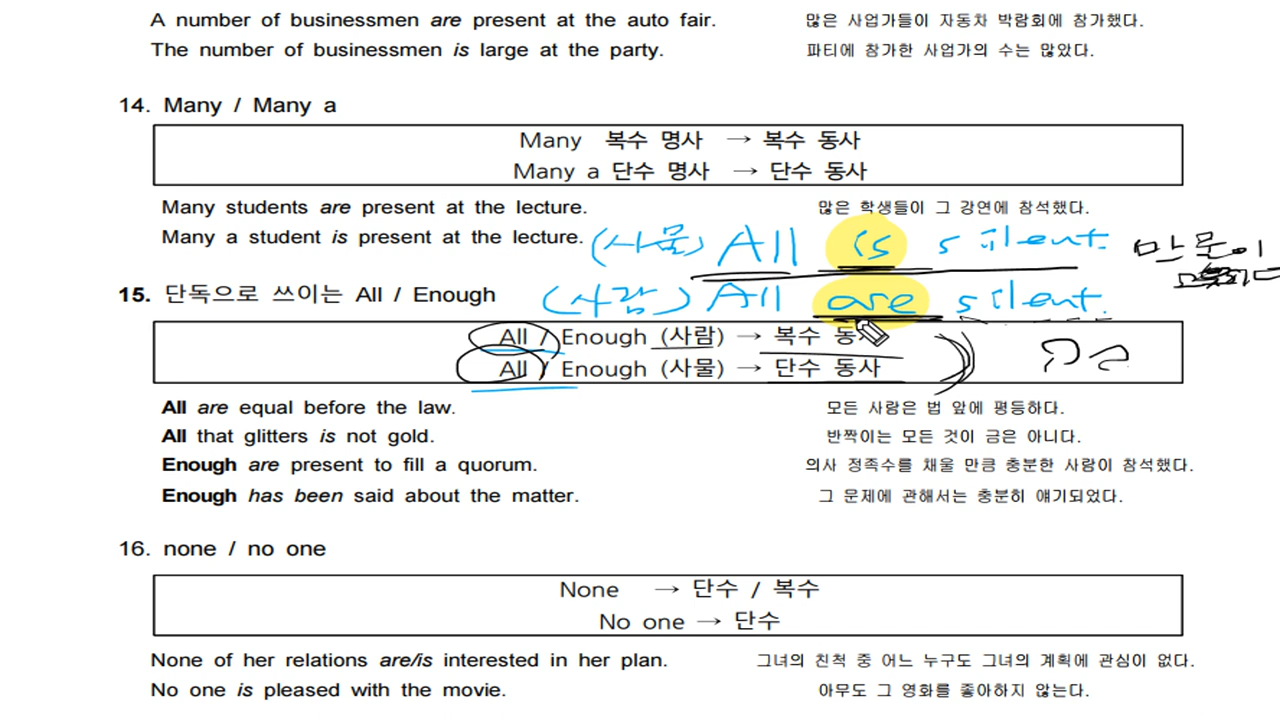 A number of businessmen are present at the auto fair. 많은 사업가들이 자동차 박람회에 참가했다.
The number of businessmen is large at the party. 파티에 참가한 사업가의 수는 많았다.
14. Many / Many a
Many 복수 명사 → 복수 동사
Many a 단수 명사 → 단수 동사
Many students are present at the lecture. 많은 학생들이 그 강연에 참석했다.
Many a student is present at the lecture.
(사물) All is silent. 만물이
15. 단독으로 쓰이는 All / Enough
(사람) All are silent.
All / Enough (사람) → 복수 동
All / Enough (사물) → 단수 동사
All are equal before the law. 모든 사람은 법 앞에 평등하다.
All that glitters is not gold. 반짝이는 모든 것이 금은 아니다.
Enough are present to fill a quorum. 의사 정족수를 채울 만큼 충분한 사람이 참석했다.
Enough has been said about the matter. 그 문제에 관해서는 충분히 얘기되었다.
16. none / no one
None → 단수 / 복수
No one → 단수
None of her relations are/is interested in her plan. 그녀의 친척 중 어느 누구도 그녀의 계획에 관심이 없다.
No one is pleased with the movie. 아무도 그 영화를 좋아하지 않는다.